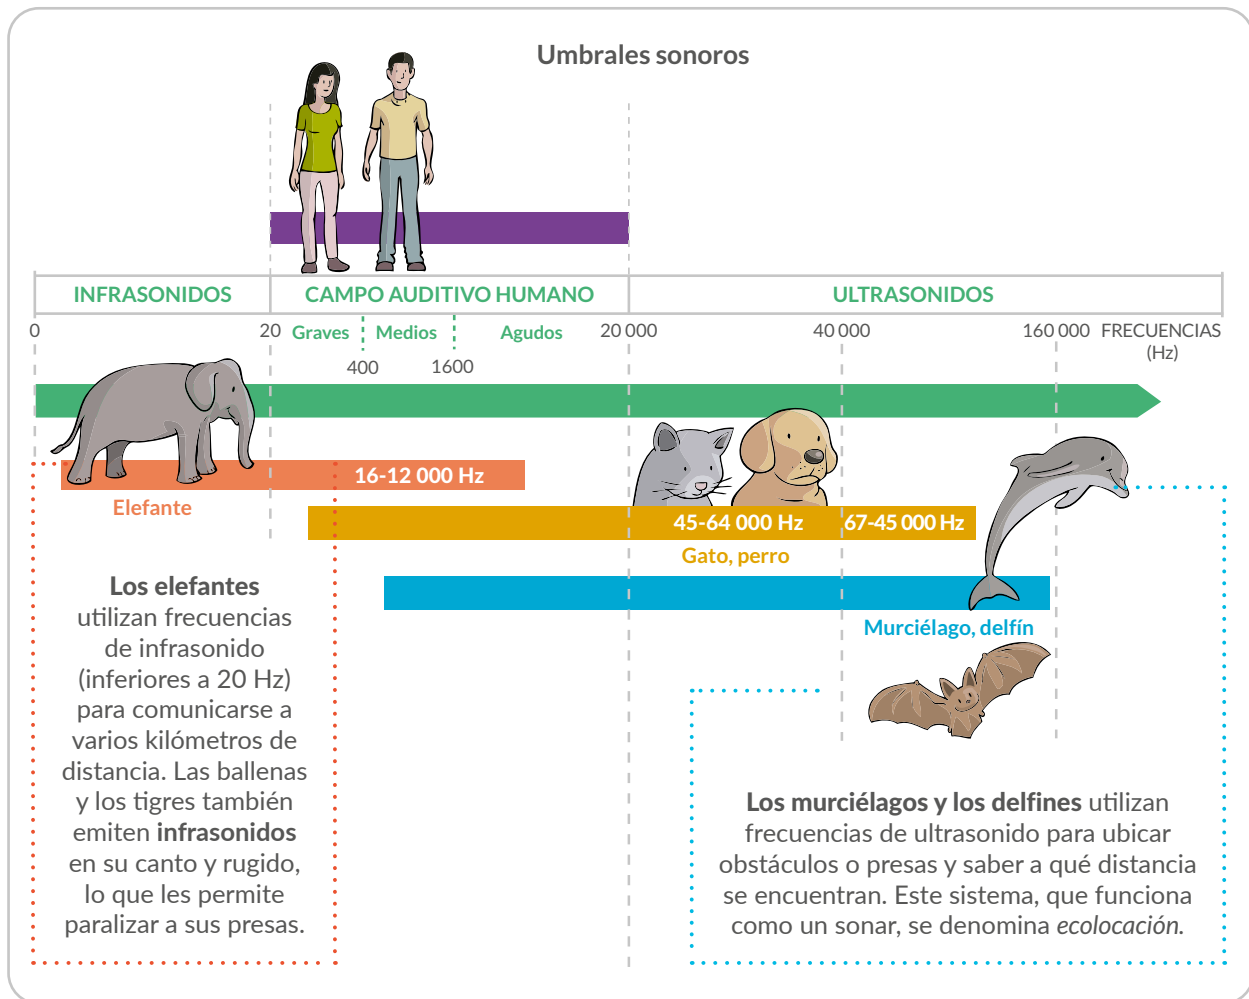 Umbrales sonoros
INFRASONIDOS
CAMPO AUDITIVO HUMANO
ULTRASONIDOS
0
20
Graves
Medios
Agudos
20 000
40 000
160 000
FRECUENCIAS
(Hz)
400
1600
16-12 000 Hz
Elefante
45-64 000 Hz
67-45 000 Hz
Gato, perro
Murciélago, delfín
Los elefantes
utilizan frecuencias
de infrasonido
(inferiores a 20 Hz)
para comunicarse a
varios kilómetros de
distancia. Las ballenas
y los tigres también
emiten infrasonidos
en su canto y rugido,
lo que les permite
paralizar a sus presas.
Los murciélagos y los delfines utilizan
frecuencias de ultrasonido para ubicar
obstáculos o presas y saber a qué distancia
se encuentran. Este sistema, que funciona
como un sonar, se denomina ecolocación.